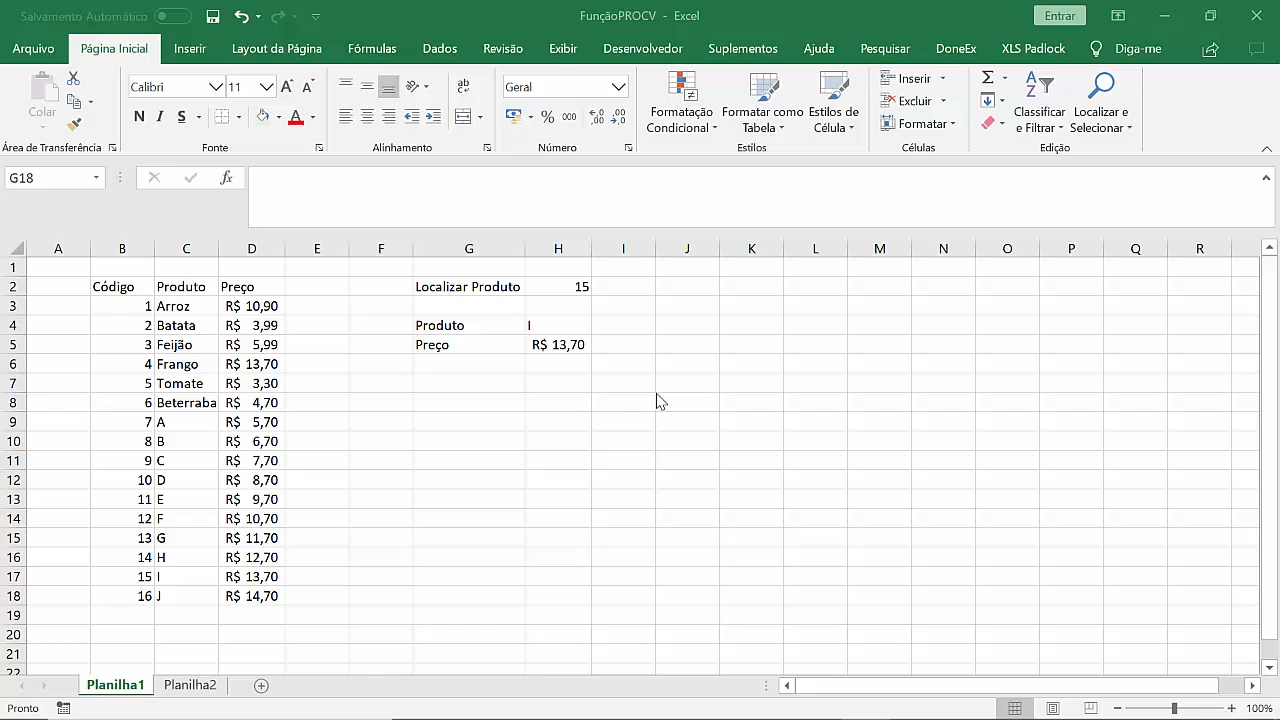 Salvamento Automático
FunçãoPROCV - Excel
Entrar
Arquivo Página Inicial Inserir Layout da Página Fórmulas Dados Revisão Exibir Desenvolvedor Suplementos Ajuda Pesquisar DoneEx XLS Padlock Diga-me
Colar
Calibri 11
N I S
Geral
% 000
Formatação Condicional
Formatar como Tabela
Estilos de Célula
Inserir
Excluir
Formatar
Classificar e Filtrar
Localizar e Selecionar
Área de Transferência Fonte Alinhamento Número Estilos Células Edição
G18 fx
A B C D E F G H I J K L M N O P Q R
1
2 Código Produto Preço Localizar Produto 15
3 1 Arroz R$ 10,90
4 2 Batata R$ 3,99 Produto I
5 3 Feijão R$ 5,99 Preço R$ 13,70
6 4 Frango R$ 13,70
7 5 Tomate R$ 3,30
8 6 Beterraba R$ 4,70
9 7 A R$ 5,70
10 8 B R$ 6,70
11 9 C R$ 7,70
12 10 D R$ 8,70
13 11 E R$ 9,70
14 12 F R$ 10,70
15 13 G R$ 11,70
16 14 H R$ 12,70
17 15 I R$ 13,70
18 16 J R$ 14,70
19
20
21
22
Planilha1 Planilha2
Pronto 100%